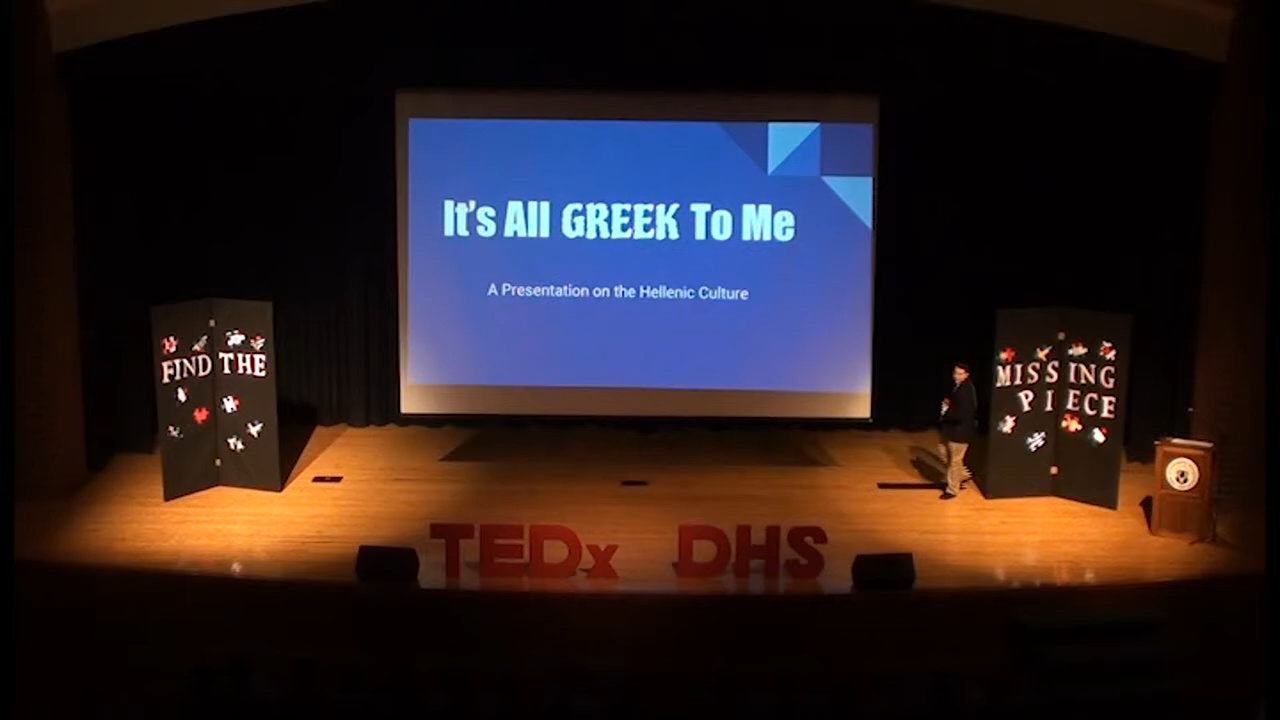 It's All GREEK To Me
A Presentation on the Hellenic Culture
FIND THE
MISSING
PIECE
TEDx DHS